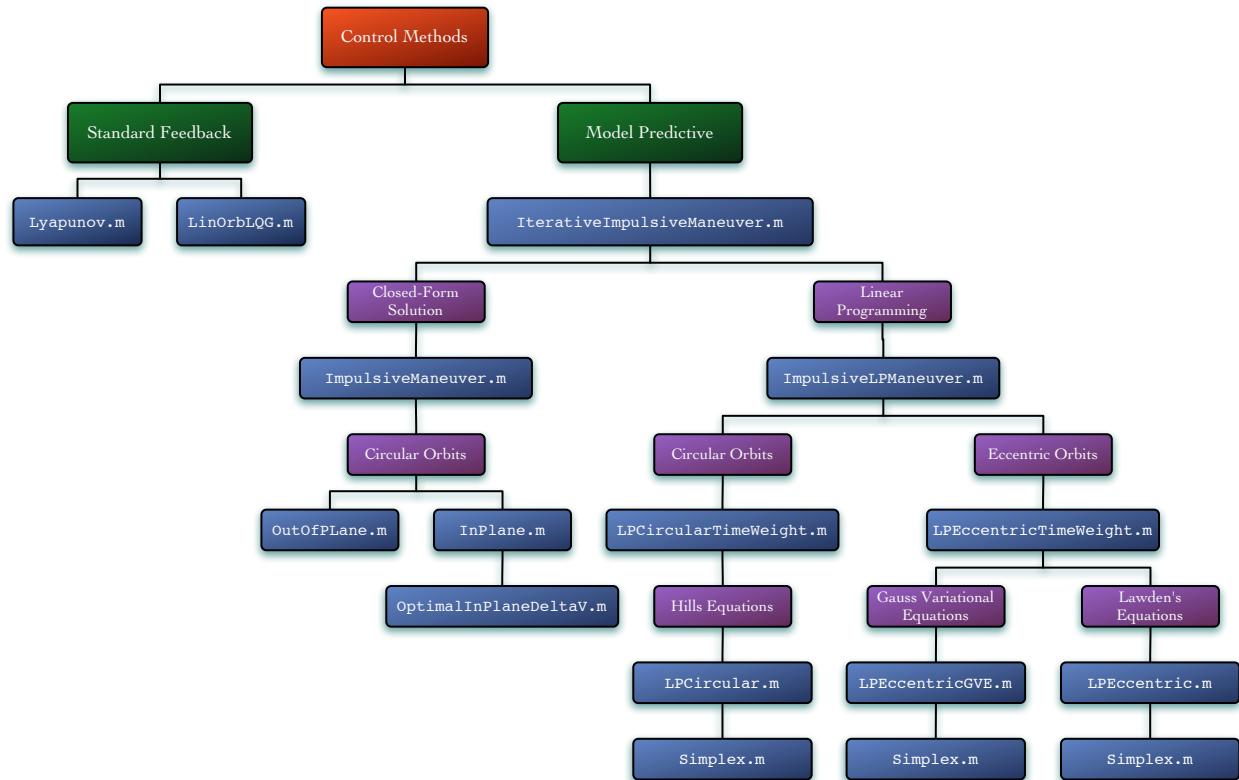 Control Methods
Standard Feedback
Model Predictive
Lyapunov.m
LinOrbLQG.m
IterativeImpulsiveManeuver.m
Closed-Form
Solution
Linear
Programming
ImpulsiveManeuver.m
ImpulsiveLPManeuver.m
Circular Orbits
Circular Orbits
Eccentric Orbits
OutOfPLane.m
InPlane.m
LPCircularTimeWeight.m
LPEccentricTimeWeight.m
OptimalInPlaneDeltaV.m
Hills Equations
Gauss Variational
Equations
Lawden's
Equations
LPCircular.m
LPEccentricGVE.m
LPEccentric.m
Simplex.m
Simplex.m
Simplex.m